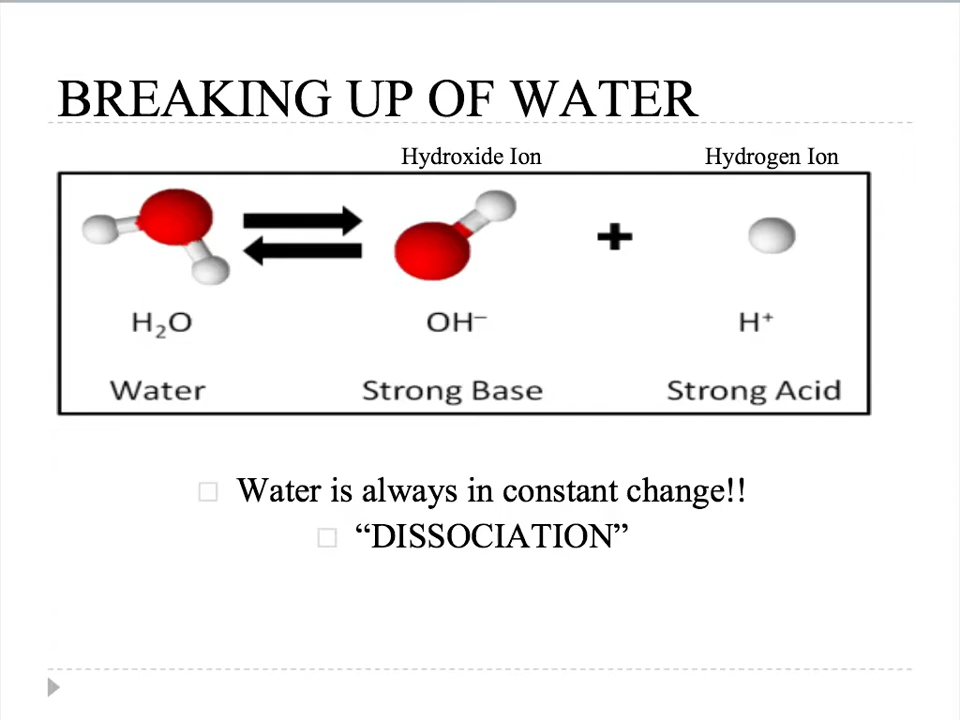 BREAKING UP OF WATER
Hydroxide Ion Hydrogen Ion
+
H₂O OH⁻ H⁺
Water Strong Base Strong Acid
Water is always in constant change!!
“DISSOCIATION”